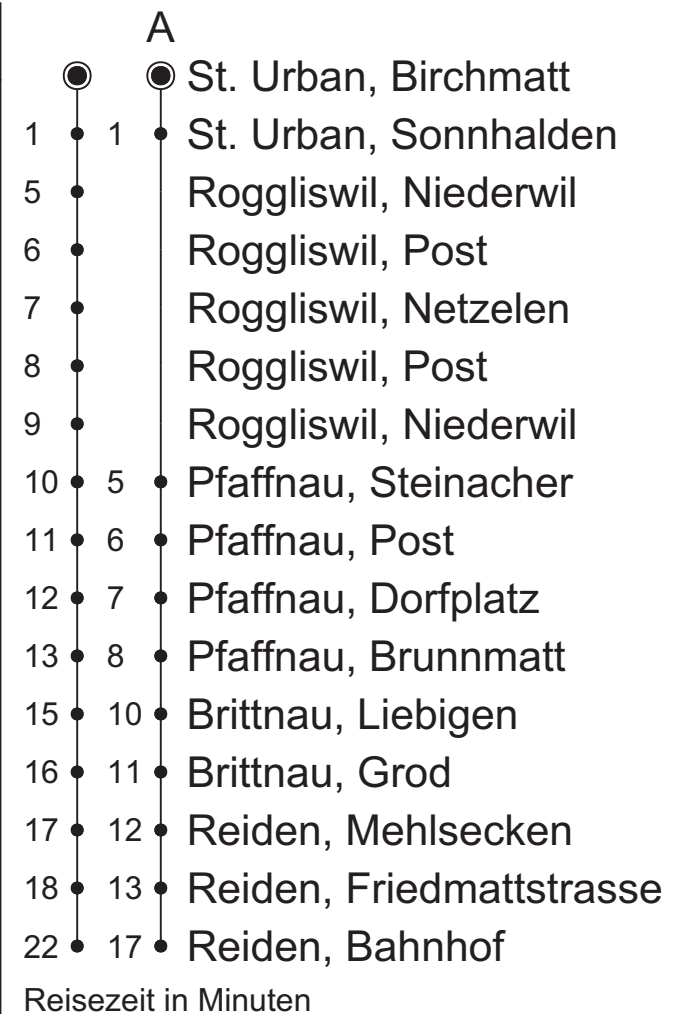 A
St. Urban, Birchmatt
1 1 St. Urban, Sonnhalden
5 Roggliswil, Niederwil
6 Roggliswil, Post
7 Roggliswil, Netzelen
8 Roggliswil, Post
9 Roggliswil, Niederwil
10 5 Pfaffnau, Steinacher
11 6 Pfaffnau, Post
12 7 Pfaffnau, Dorfplatz
13 8 Pfaffnau, Brunnmatt
15 10 Brittnau, Liebigen
16 11 Brittnau, Grod
17 12 Reiden, Mehlsecken
18 13 Reiden, Friedmattstrasse
22 17 Reiden, Bahnhof
Reisezeit in Minuten